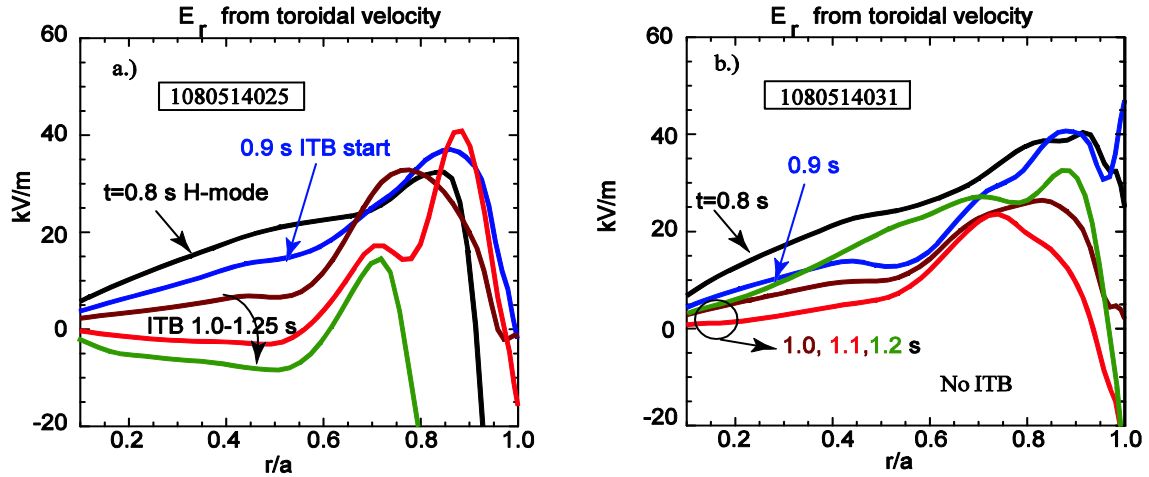 E_r from toroidal velocity
a.)
1080514025
0.9 s ITB start
t=0.8 s H-mode
ITB 1.0-1.25 s
kV/m
60
40
20
0
-20
0.2 0.4 0.6 0.8 1.0
r/a
E_r from toroidal velocity
b.)
1080514031
0.9 s
t=0.8 s
1.0, 1.1,1.2 s
No ITB
kV/m
60
40
20
0
-20
0.2 0.4 0.6 0.8 1.0
r/a